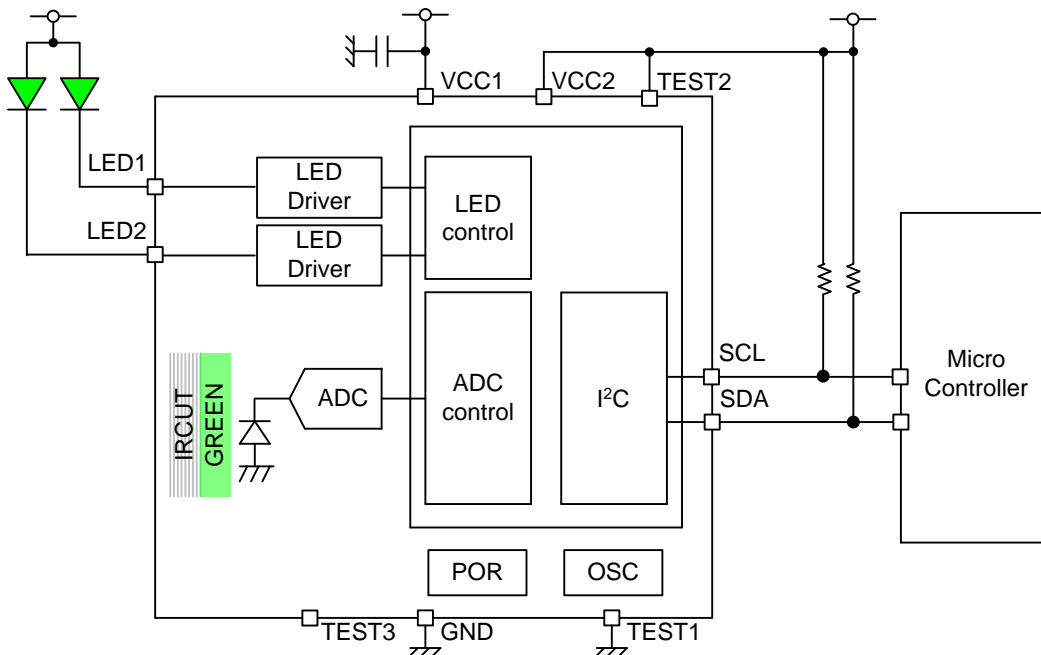 VCC1
VCC2
TEST2
LED1
LED
Driver
LED
control
LED2
LED
Driver
IRCUT
GREEN
ADC
ADC
control
I²C
SCL
SDA
Micro
Controller
POR
OSC
TEST3
GND
TEST1